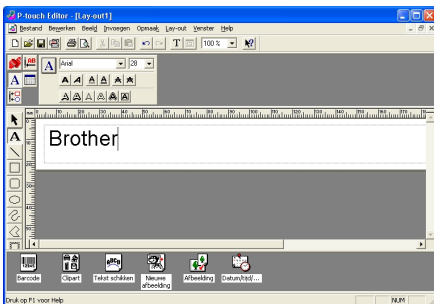 P-touch Editor - [Lay-out1]
Bestand Bewerken Beeld Invoegen Opmaak Lay-out Venster Help
100 %
Arial 28
Brother
Barcode Clipart Tekst schikken Nieuwe afbeelding Afbeelding Datum/tijd/...
Druk op F1 voor Help NUM